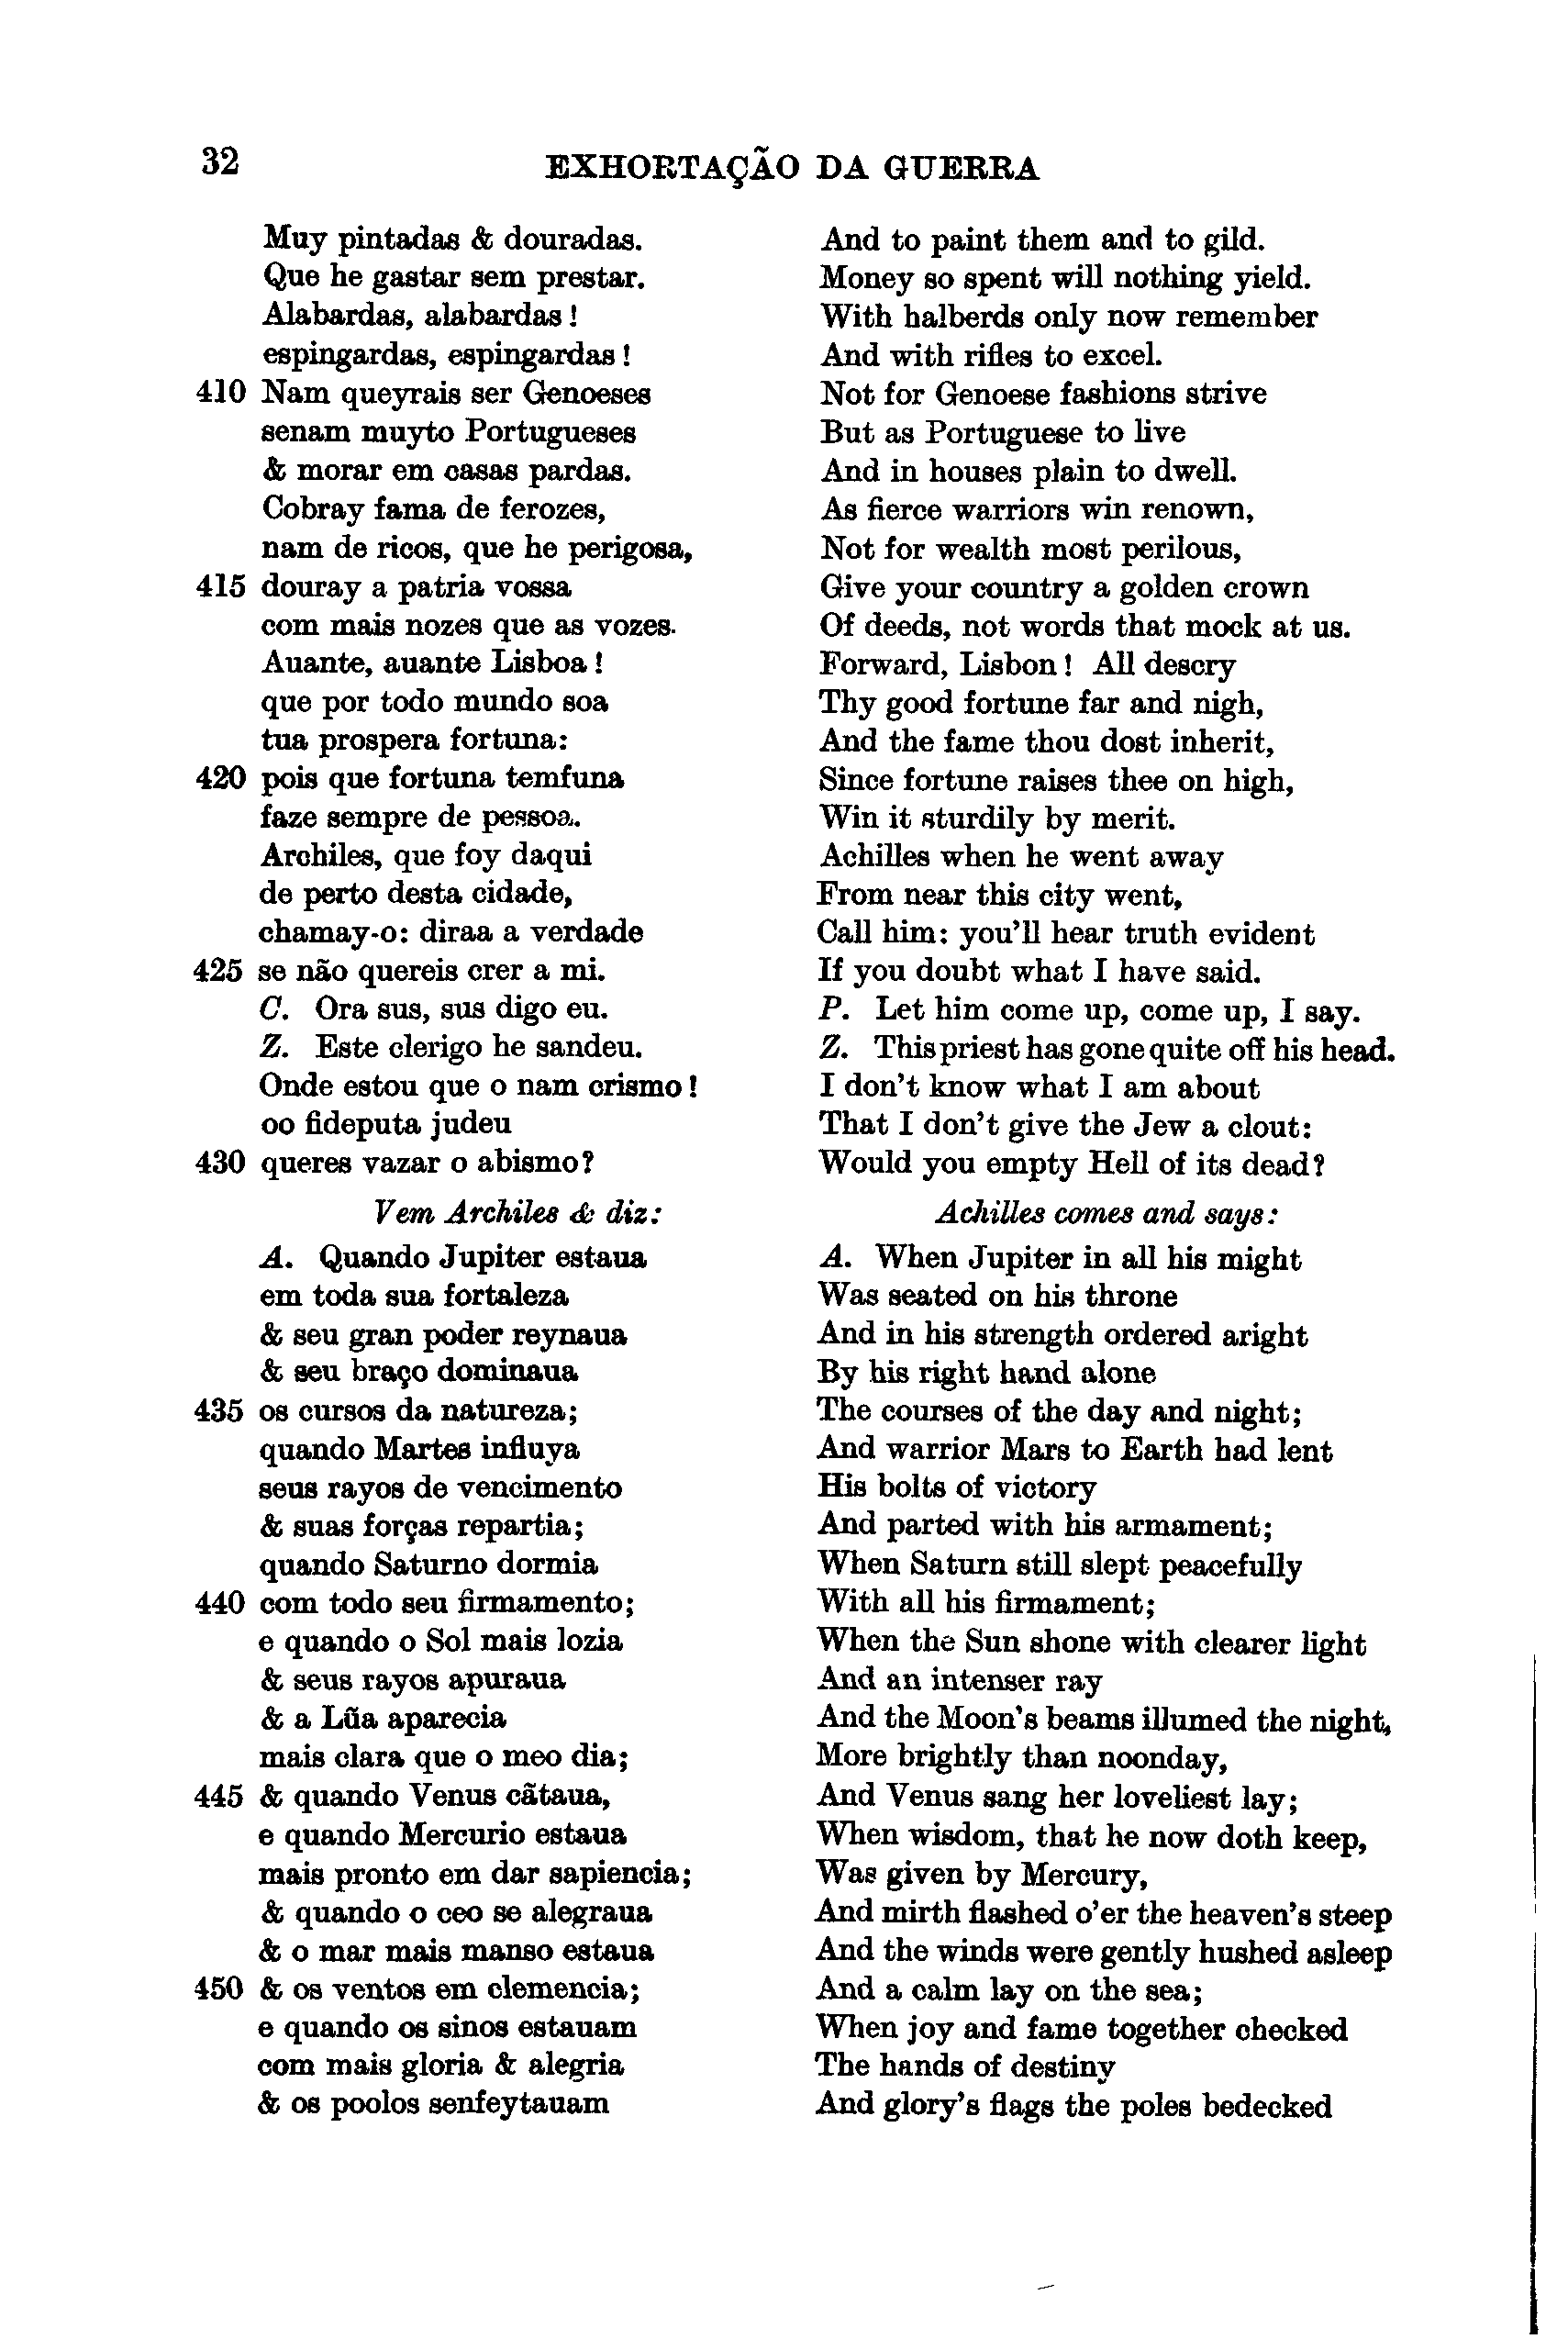 32
EXHORTAÇÃO DA GUERRA
Muy pintadas & douradas.
Que he gastar sem prestar.
Alabardas, alabardas!
espingardas, espingardas!
410 Nam queyrais ser Genoeses
senam muyto Portugueses
& morar em casas pardas.
Cobray fama de ferozes,
nam de ricos, que he perigosa,
415 douray a patria vossa
com mais nozes que as vozes.
Auante, auante Lisboa!
que por todo mundo soa
tua prospera fortuna:
420 pois que fortuna temfuna
faze sempre de pessoa.
Archiles, que foy daqui
de perto desta cidade,
chamay-o: diraa a verdade
425 se não quereis crer a mi.
C. Ora sus, sus digo eu.
Z. Este clerigo he sandeu.
Onde estou que o nam crismo!
oo fideputa judeu
430 queres vazar o abismo?
Vem Archiles & diz:
A. Quando Jupiter estaua
em toda sua fortaleza
& seu gran poder reynaua
& seu braço dominaua
435 os cursos da natureza;
quando Martes influya
seus rayos de vencimento
& suas forças repartia;
quando Saturno dormia
440 com todo seu firmamento;
e quando o Sol mais lozia
& seus rayos apuraua
& a Lũa aparecia
mais clara que o meo dia;
445 & quando Venus cãtaua,
e quando Mercurio estaua
mais pronto em dar sapiencia;
& quando o ceo se alegraua
& o mar mais manso estaua
450 & os ventos em clemencia;
e quando os sinos estauam
com mais gloria & alegria
& os poolos senfeytauam
And to paint them and to gild.
Money so spent will nothing yield.
With halberds only now remember
And with rifles to excel.
Not for Genoese fashions strive
But as Portuguese to live
And in houses plain to dwell.
As fierce warriors win renown,
Not for wealth most perilous,
Give your country a golden crown
Of deeds, not words that mock at us.
Forward, Lisbon! All descry
Thy good fortune far and nigh,
And the fame thou dost inherit,
Since fortune raises thee on high,
Win it sturdily by merit.
Achilles when he went away
From near this city went,
Call him: you'll hear truth evident
If you doubt what I have said.
P. Let him come up, come up, I say.
Z. This priest has gone quite off his head.
I don't know what I am about
That I don't give the Jew a clout:
Would you empty Hell of its dead?
Achilles comes and says:
A. When Jupiter in all his might
Was seated on his throne
And in his strength ordered aright
By his right hand alone
The courses of the day and night;
And warrior Mars to Earth had lent
His bolts of victory
And parted with his armament;
When Saturn still slept peacefully
With all his firmament;
When the Sun shone with clearer light
And an intenser ray
And the Moon's beams illumed the night,
More brightly than noonday,
And Venus sang her loveliest lay;
When wisdom, that he now doth keep,
Was given by Mercury,
And mirth flashed o'er the heaven's steep
And the winds were gently hushed asleep
And a calm lay on the sea;
When joy and fame together checked
The hands of destiny
And glory's flags the poles bedecked